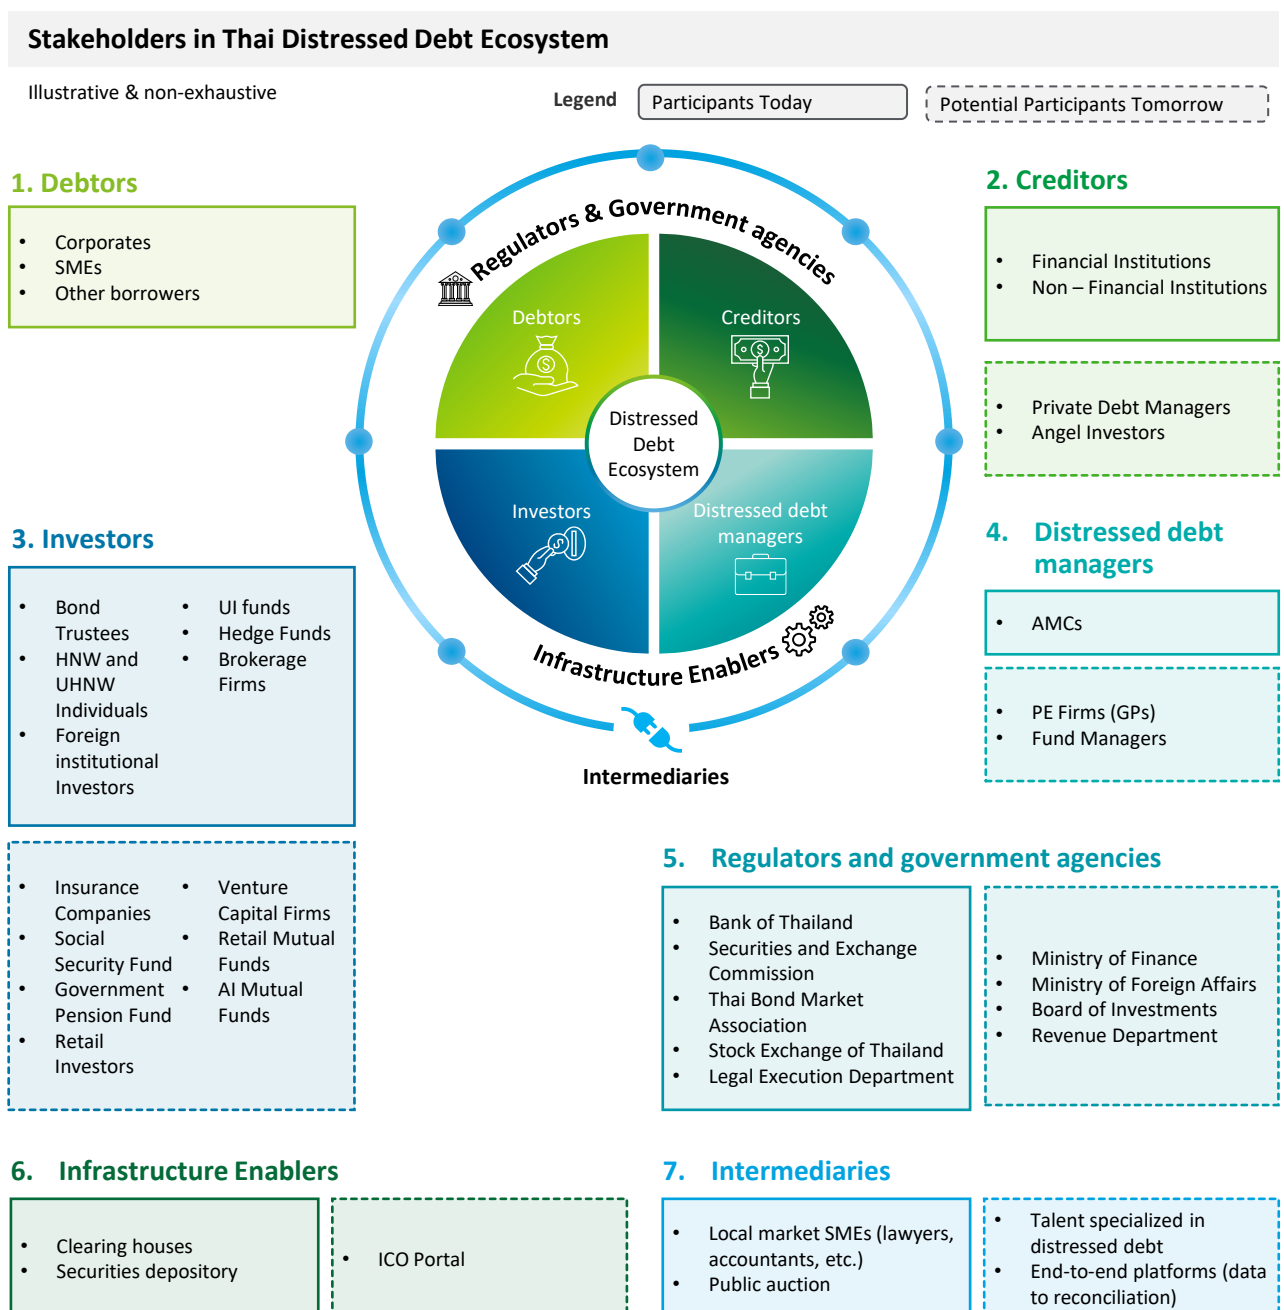 Stakeholders in Thai Distressed Debt Ecosystem
Illustrative & non-exhaustive
Legend
Participants Today
Potential Participants Tomorrow
1. Debtors
• Corporates
• SMEs
• Other borrowers
2. Creditors
• Financial Institutions
• Non – Financial Institutions
• Private Debt Managers
• Angel Investors
Regulators & Government agencies
Debtors
Creditors
Distressed
Debt
Ecosystem
Investors
Distressed debt
managers
Infrastructure Enablers
Intermediaries
3. Investors
• Bond
Trustees
• HNW and
UHNW
Individuals
• Foreign
institutional
Investors
• UI funds
• Hedge Funds
• Brokerage
Firms
• Insurance
Companies
• Social
Security Fund
• Government
Pension Fund
• Retail
Investors
• Venture
Capital Firms
• Retail Mutual
Funds
• AI Mutual
Funds
4. Distressed debt
managers
• AMCs
• PE Firms (GPs)
• Fund Managers
5. Regulators and government agencies
• Bank of Thailand
• Securities and Exchange
Commission
• Thai Bond Market
Association
• Stock Exchange of Thailand
• Legal Execution Department
• Ministry of Finance
• Ministry of Foreign Affairs
• Board of Investments
• Revenue Department
6. Infrastructure Enablers
• Clearing houses
• Securities depository
• ICO Portal
7. Intermediaries
• Local market SMEs (lawyers,
accountants, etc.)
• Public auction
• Talent specialized in
distressed debt
• End-to-end platforms (data
to reconciliation)